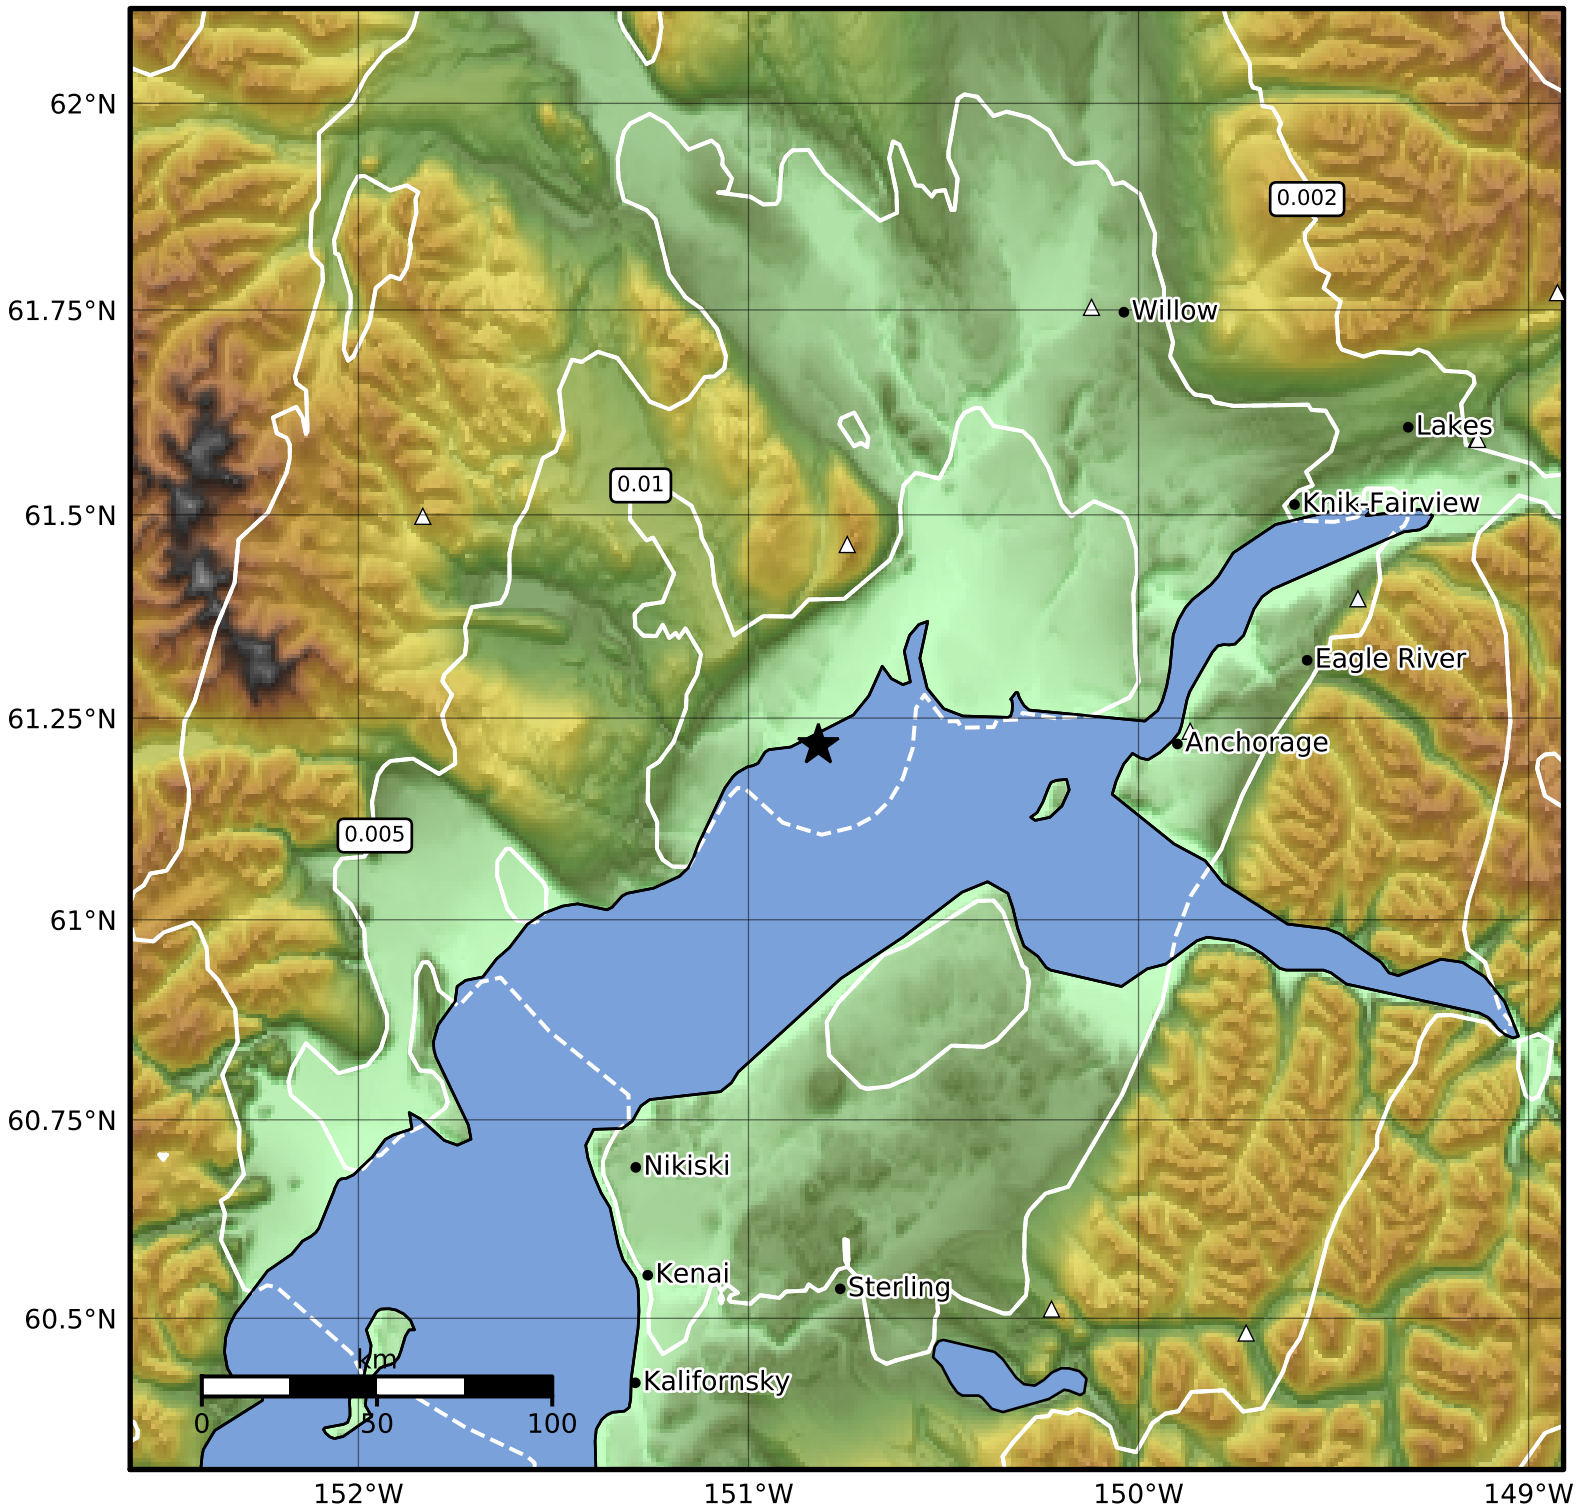 62°N
0.002
61.75°N
Willow
Lakes
0.01
61.5°N
Knik-Fairview
Eagle River
61.25°N
Anchorage
0.005
61°N
60.75°N
Nikiski
Kenai
Sterling
60.5°N
km
Kalifornsky
0 50 100
152°W 151°W 150°W 149°W